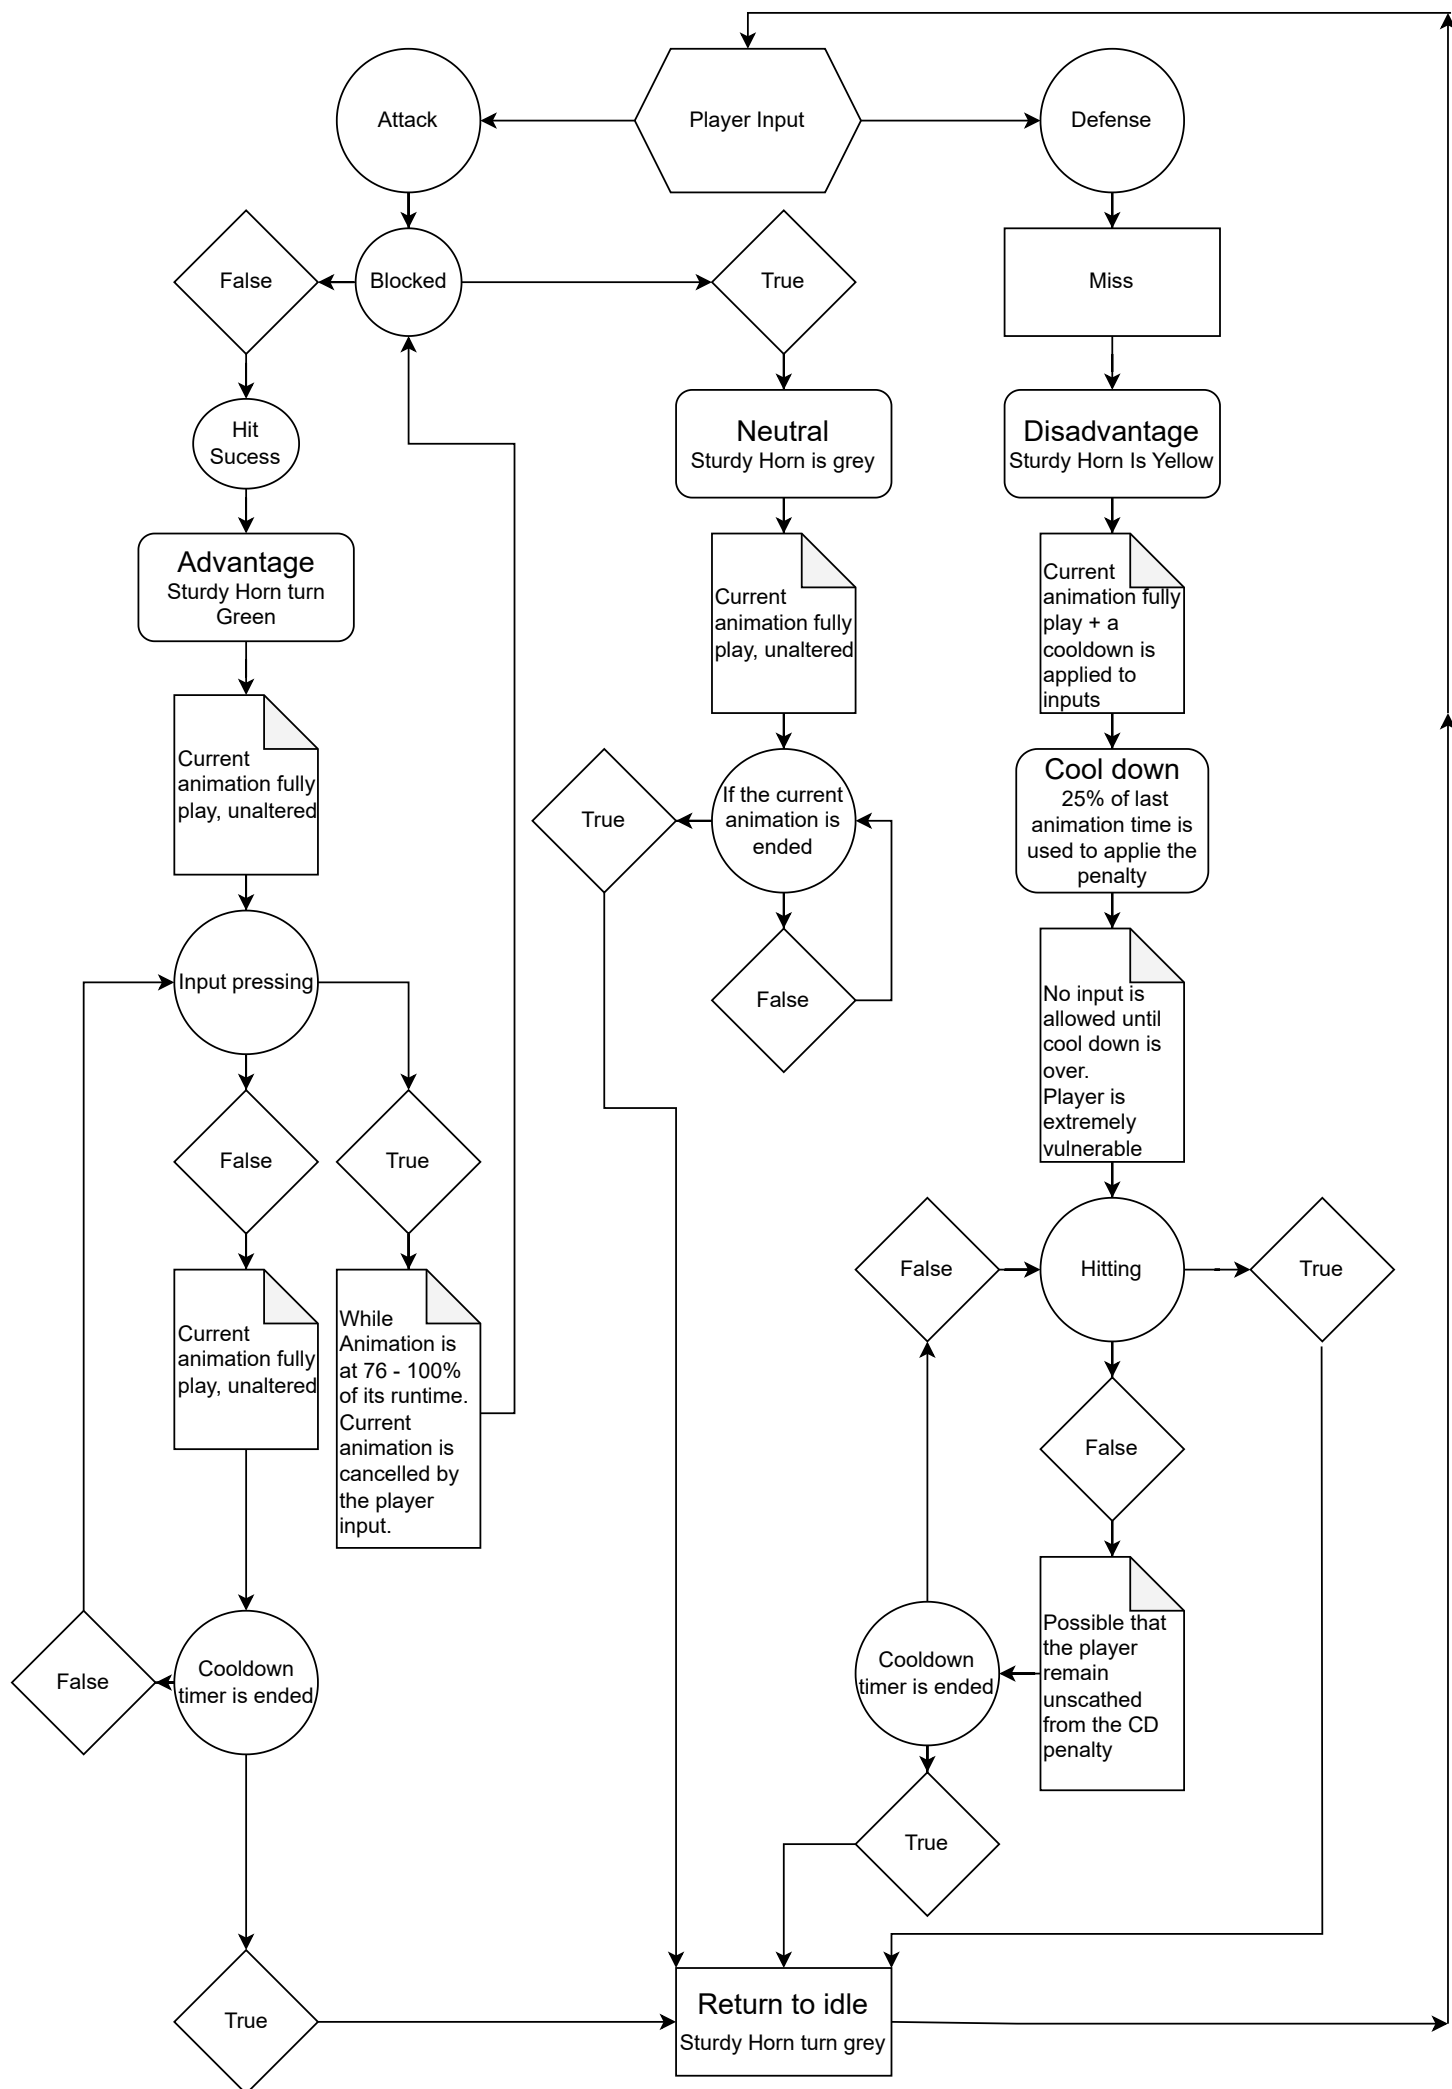 Attack
Player Input
Defense
False
Blocked
True
Miss
Hit
Sucess
Neutral
Sturdy Horn is grey
Disadvantage
Sturdy Horn Is Yellow
Advantage
Sturdy Horn turn
Green
Current
animation fully
play, unaltered
Current
animation fully
play + a
cooldown is
applied to
inputs
Current
animation fully
play, unaltered
True
If the current
animation is
ended
Cool down
25% of last
animation time is
used to applie the
penalty
Input pressing
False
No input is
allowed until
cool down is
over.
Player is
extremely
vulnerable
False
True
False
Hitting
True
Current
animation fully
play, unaltered
While
Animation is
at 76 - 100%
of its runtime.
Current
animation is
cancelled by
the player
input.
False
False
Cooldown
timer is ended
Cooldown
timer is ended
Possible that
the player
remain
unscathed
from the CD
penalty
True
True
Return to idle
Sturdy Horn turn grey